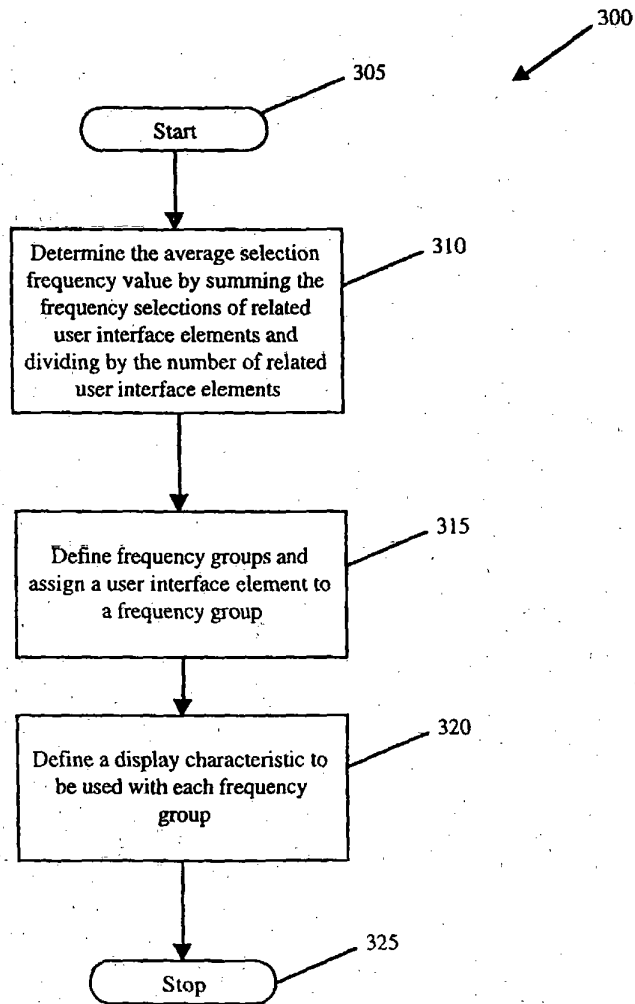 300
305
Start
310
Determine the average selection
frequency value by summing the
frequency selections of related
user interface elements and
dividing by the number of related
user interface elements
315
Define frequency groups and
assign a user interface element to
a frequency group
320
Define a display characteristic to
be used with each frequency
group
325
Stop